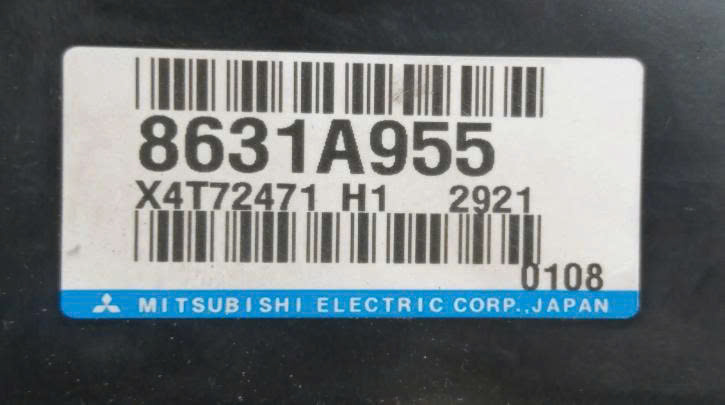 8631A955
X4T72471 H1 2921
0108
MITSUBISHI ELECTRIC CORP.,JAPAN